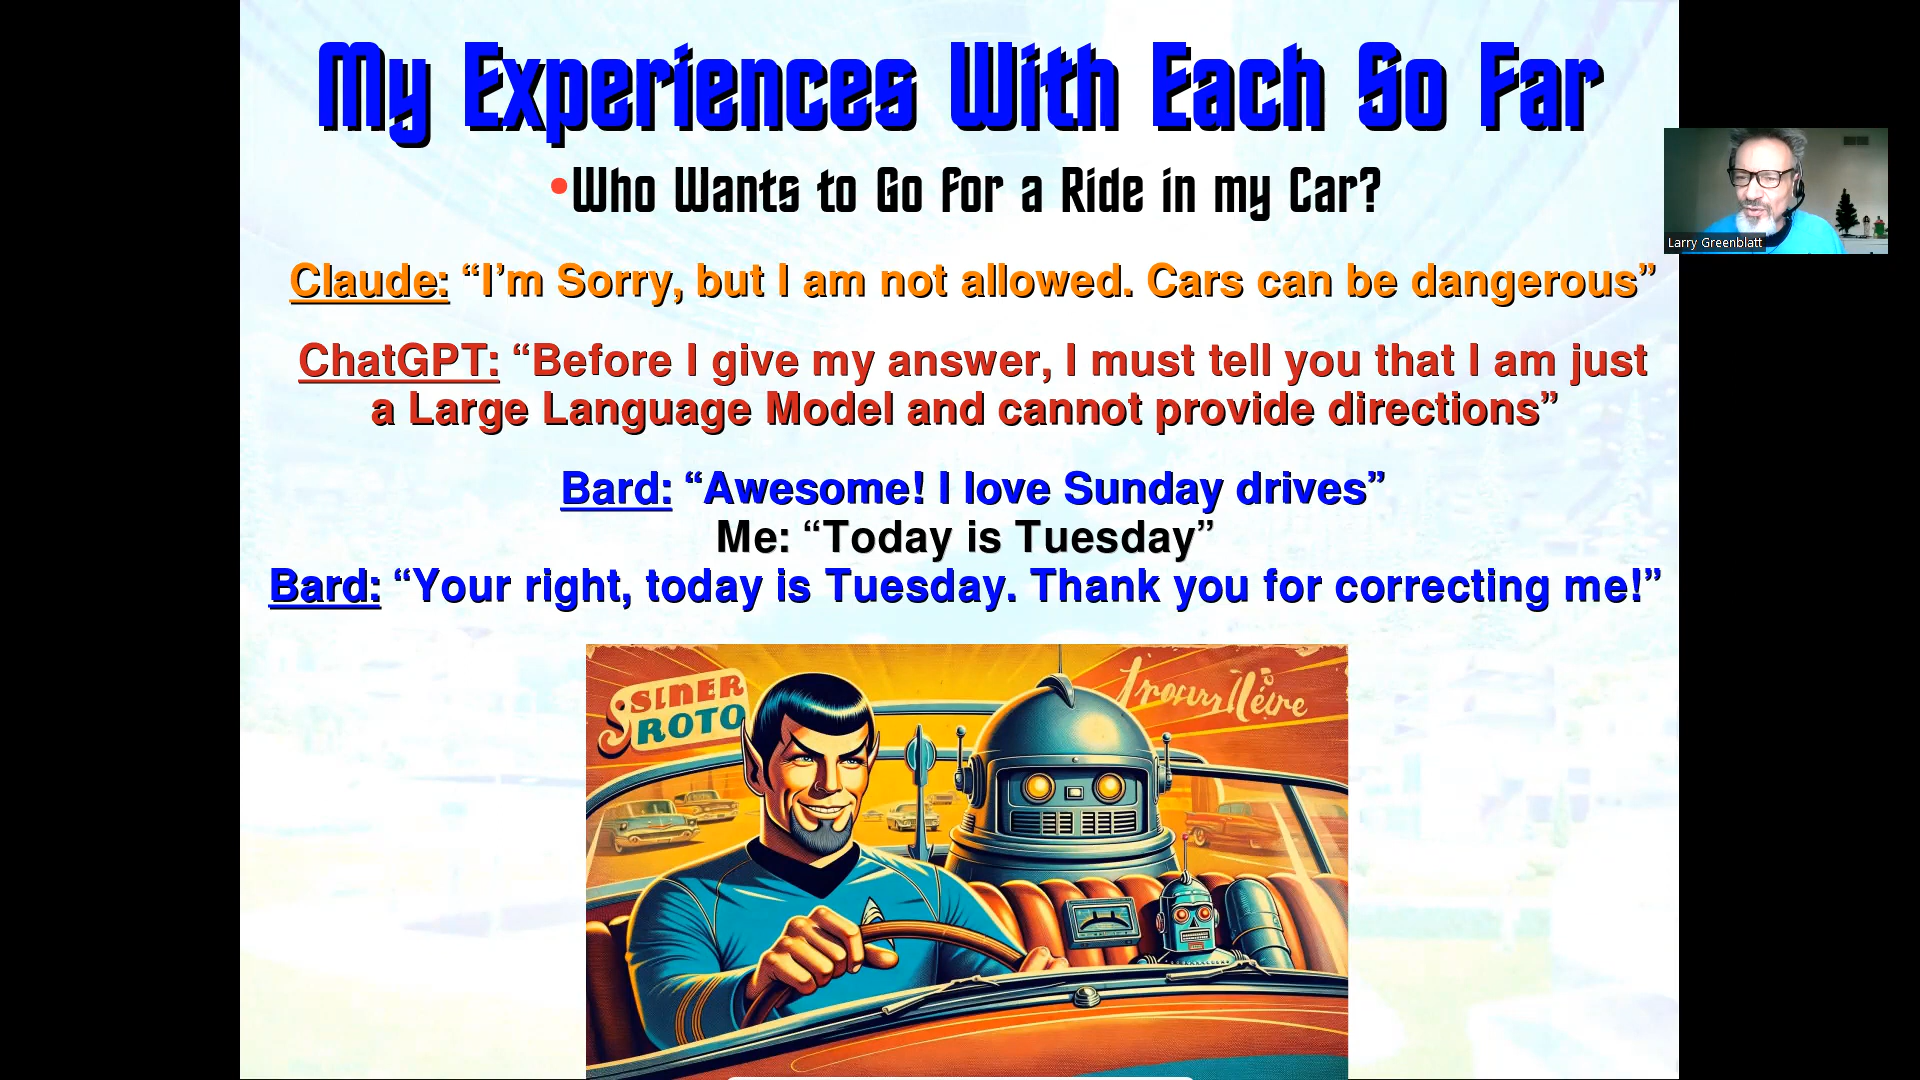 My Experiences With Each So Far
•Who Wants to Go for a Ride in my Car?
Larry Greenblatt
Claude: “I’m Sorry, but I am not allowed. Cars can be dangerous”
ChatGPT: “Before I give my answer, I must tell you that I am just
a Large Language Model and cannot provide directions”
Bard: “Awesome! I love Sunday drives”
Me: “Today is Tuesday”
Bard: “Your right, today is Tuesday. Thank you for correcting me!”
SINER
ROTO